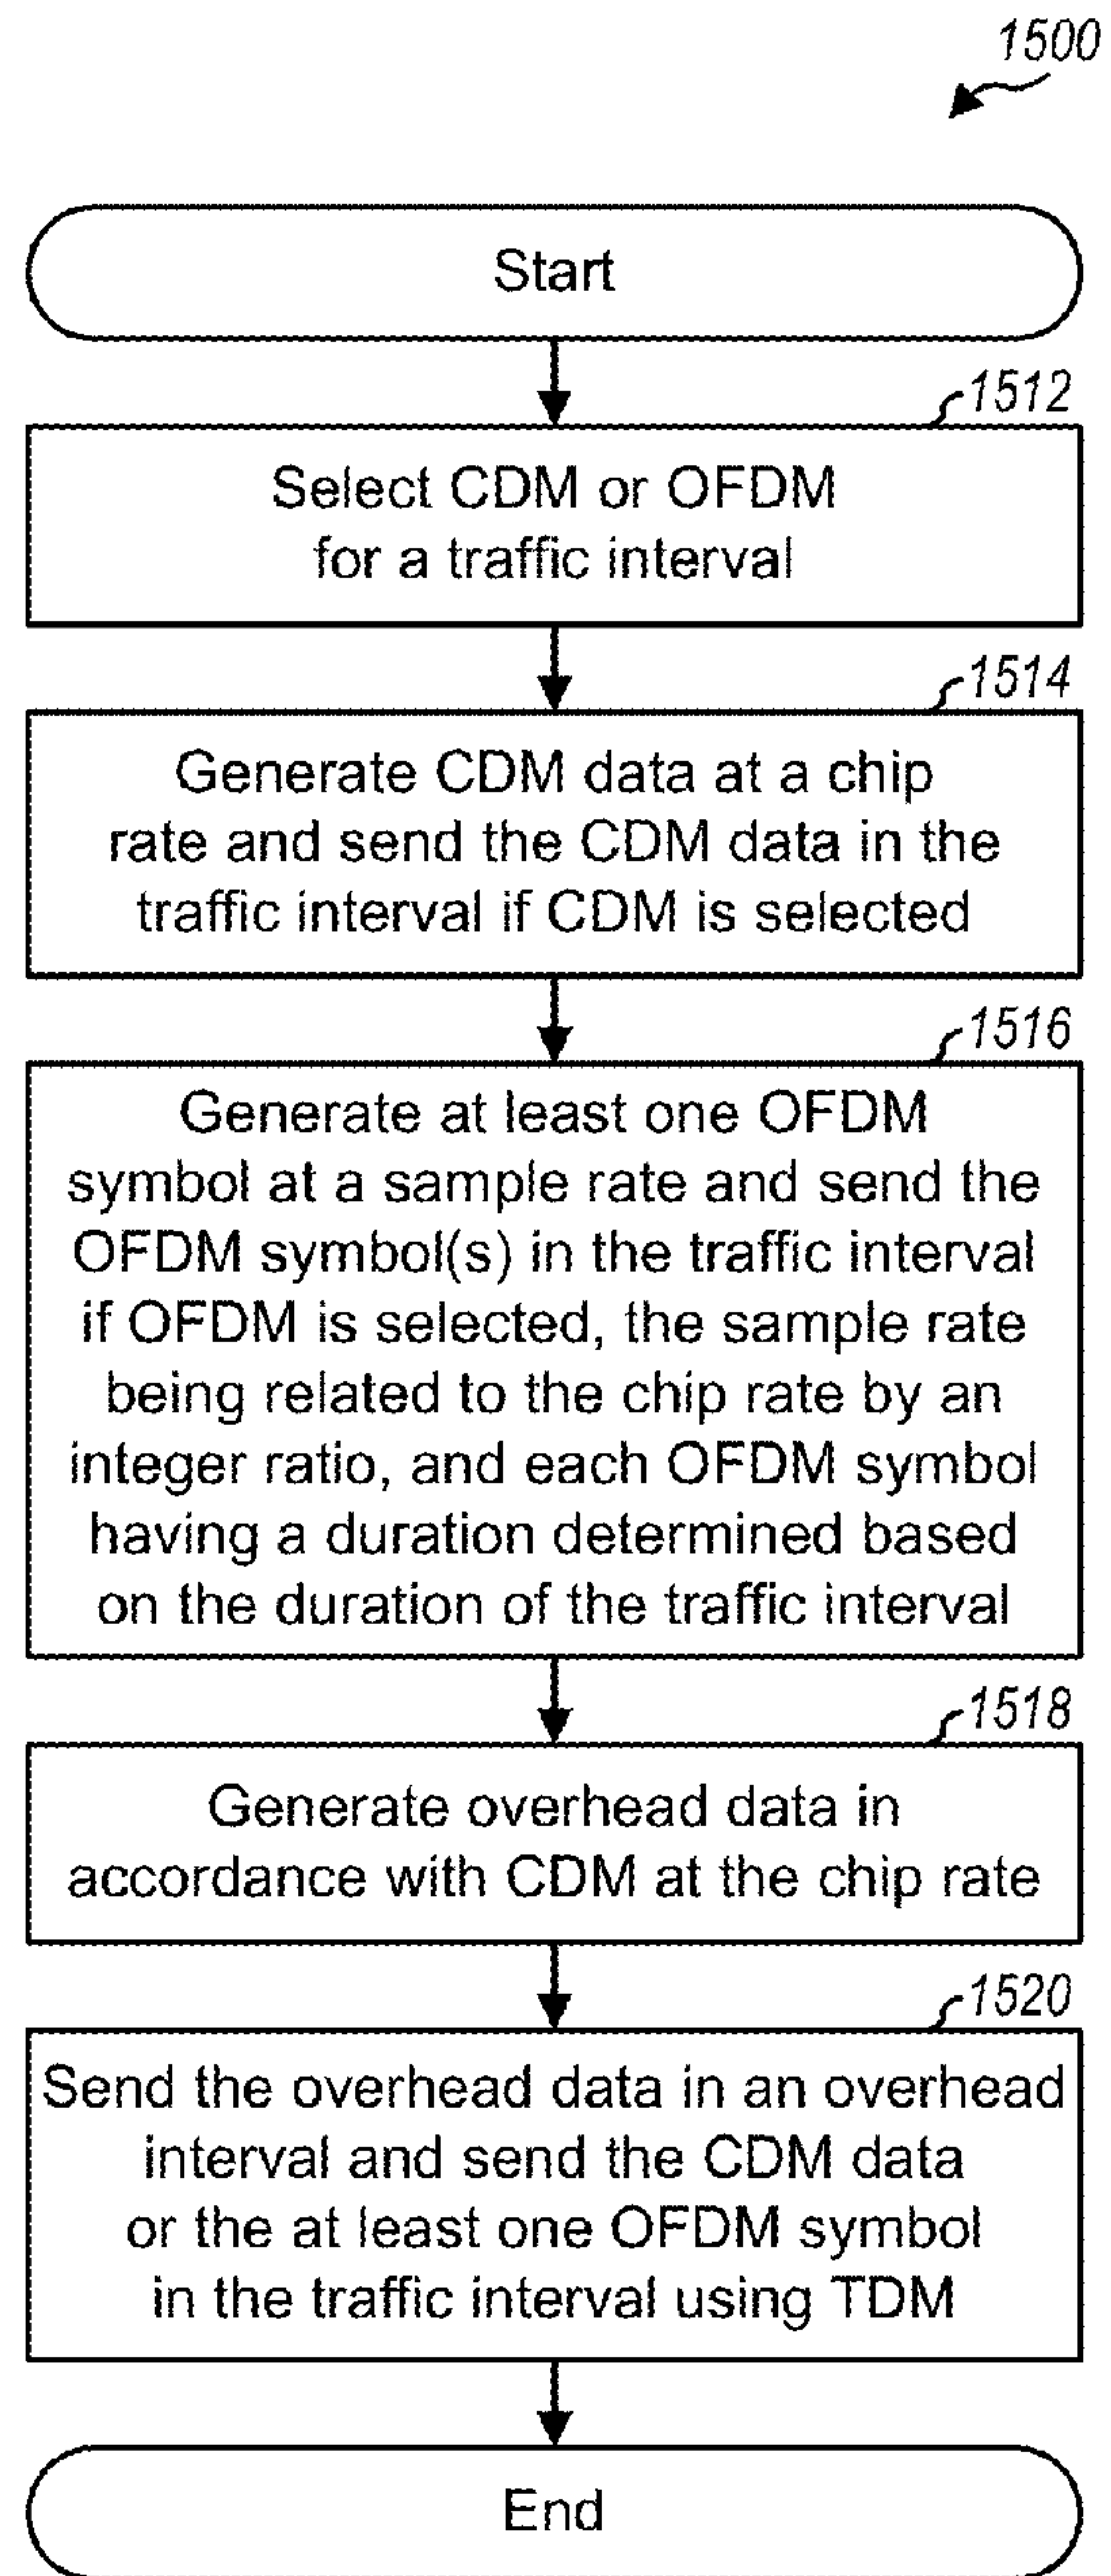 1500
Start
1512
Select CDM or OFDM
for a traffic interval
1514
Generate CDM data at a chip
rate and send the CDM data in the
traffic interval if CDM is selected
1516
Generate at least one OFDM
symbol at a sample rate and send the
OFDM symbol(s) in the traffic interval
if OFDM is selected, the sample rate
being related to the chip rate by an
integer ratio, and each OFDM symbol
having a duration determined based
on the duration of the traffic interval
1518
Generate overhead data in
accordance with CDM at the chip rate
1520
Send the overhead data in an overhead
interval and send the CDM data
or the at least one OFDM symbol
in the traffic interval using TDM
End